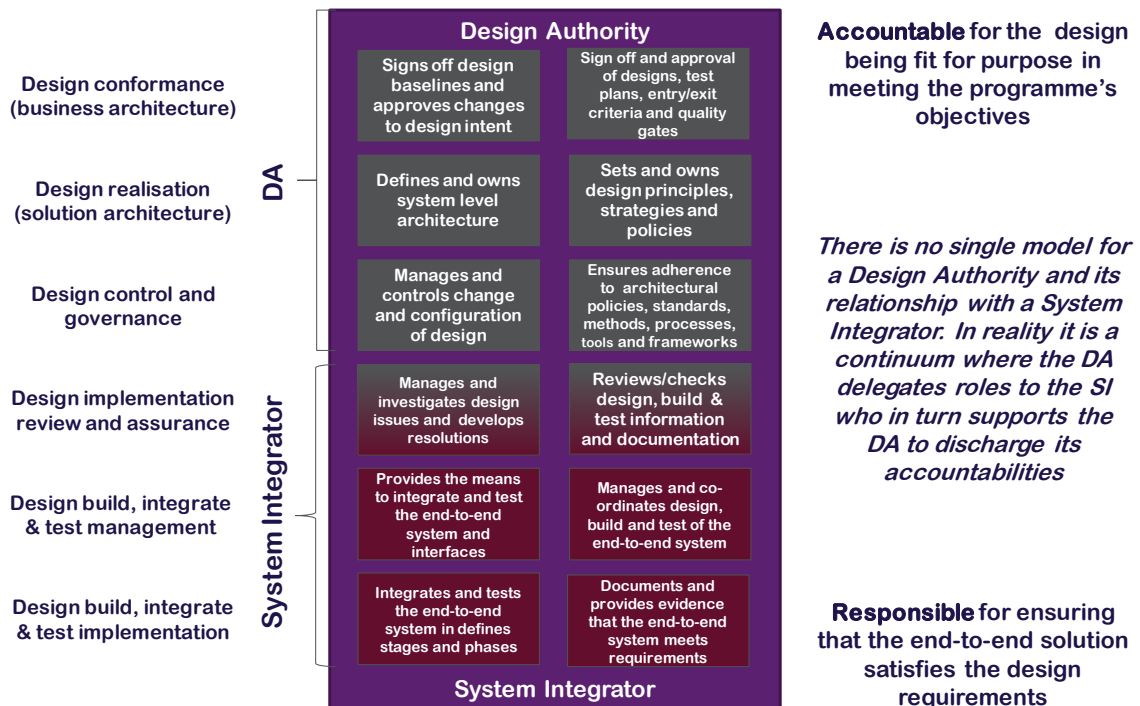 Design Authority
Design conformance
(business architecture)
Signs off design
baselines and
approves changes
to design intent
Sign off and approval
of designs, test
plans, entry/exit
criteria and quality
gates
Accountable for the design
being fit for purpose in
meeting the programme's
objectives
DA
Design realisation
(solution architecture)
Defines and owns
system level
architecture
Sets and owns
design principles,
strategies and
policies
Design control and
governance
Manages and
controls change
and configuration
of design
Ensures adherence
to architectural
policies, standards,
methods, processes,
tools and frameworks
There is no single model for
a Design Authority and its
relationship with a System
Integrator. In reality it is a
continuum where the DA
delegates roles to the SI
who in turn supports the
DA to discharge its
accountabilities
System Integrator
Design implementation
review and assurance
Manages and
investigates design
issues and develops
resolutions
Reviews/checks
design, build &
test information
and documentation
Design build, integrate
& test management
Provides the means
to integrate and test
the end-to-end
system and
interfaces
Manages and co-
ordinates design,
build and test of the
end-to-end system
Design build, integrate
& test implementation
Integrates and tests
the end-to-end
system in defines
stages and phases
Documents and
provides evidence
that the end-to-end
system meets
requirements
Responsible for ensuring
that the end-to-end solution
satisfies the design
requirements
System Integrator